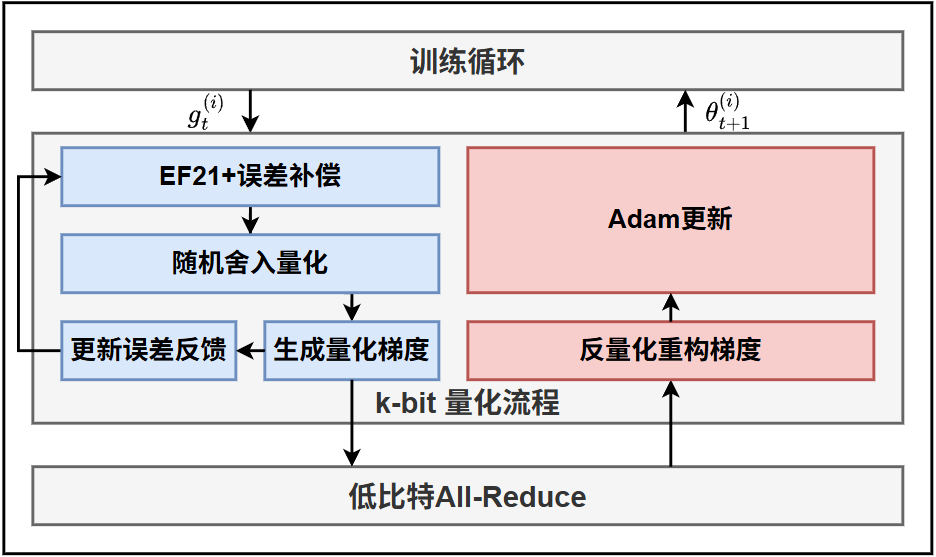 训练循环
g_t^{(i)}
θ_{t+1}^{(i)}
EF21+误差补偿
随机舍入量化
更新误差反馈
生成量化梯度
Adam更新
反量化重构梯度
k-bit 量化流程
低比特All-Reduce